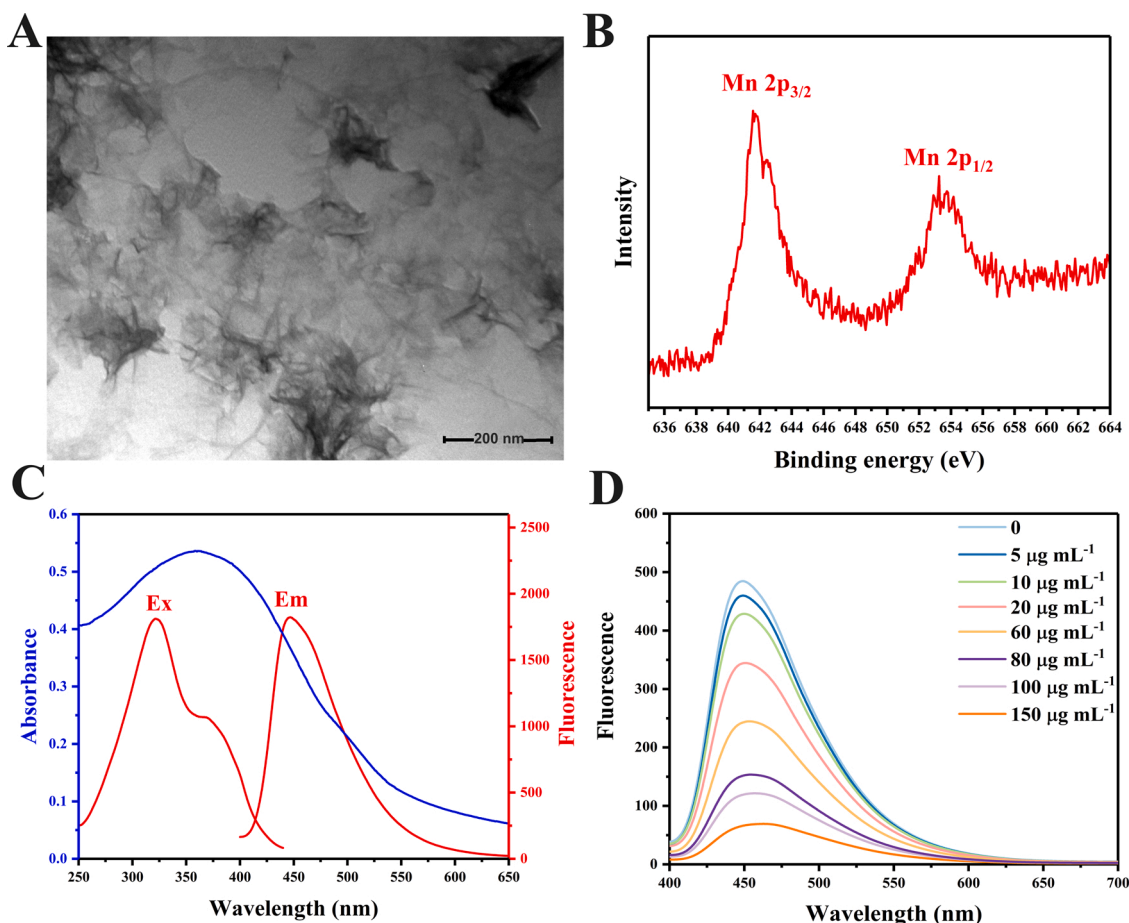 A
200 nm
B
Mn 2p3/2
Mn 2p1/2
Intensity
636 638 640 642 644 646 648 650 652 654 656 658 660 662 664
Binding energy (eV)
C
Absorbance
0.6
0.5
0.4
0.3
0.2
0.1
0.0
Ex
Em
2500
2000
1500
1000
500
0
Fluorescence
250 300 350 400 450 500 550 600 650
Wavelength (nm)
D
Fluorescence
600
500
400
300
200
100
0
0
5 μg mL-1
10 μg mL-1
20 μg mL-1
60 μg mL-1
80 μg mL-1
100 μg mL-1
150 μg mL-1
400 450 500 550 600 650 700
Wavelength (nm)